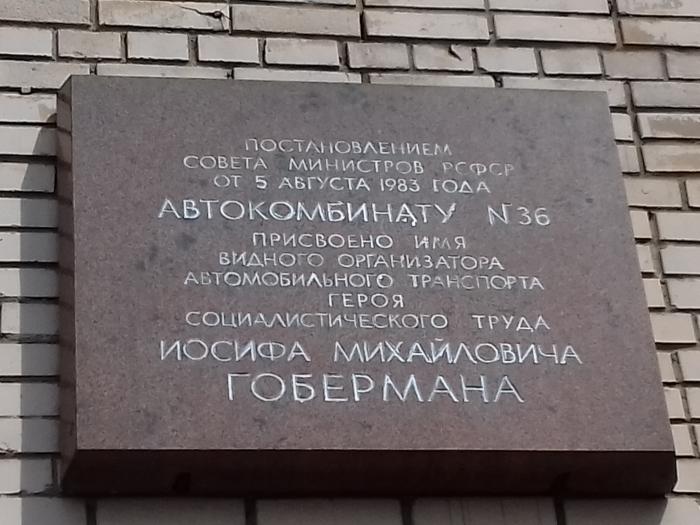 ПОСТАНОВЛЕНИЕМ
СОВЕТА МИНИСТРОВ РСФСР
ОТ 5 АВГУСТА 1983 ГОДА
АВТОКОМБИНАТУ N 36
ПРИСВОЕНО ИМЯ
ВИДНОГО ОРГАНИЗАТОРА
АВТОМОБИЛЬНОГО ТРАНСПОРТА
ГЕРОЯ
СОЦИАЛИСТИЧЕСКОГО ТРУДА
ИОСИФА МИХАЙЛОВИЧА
ГОБЕРМАНА